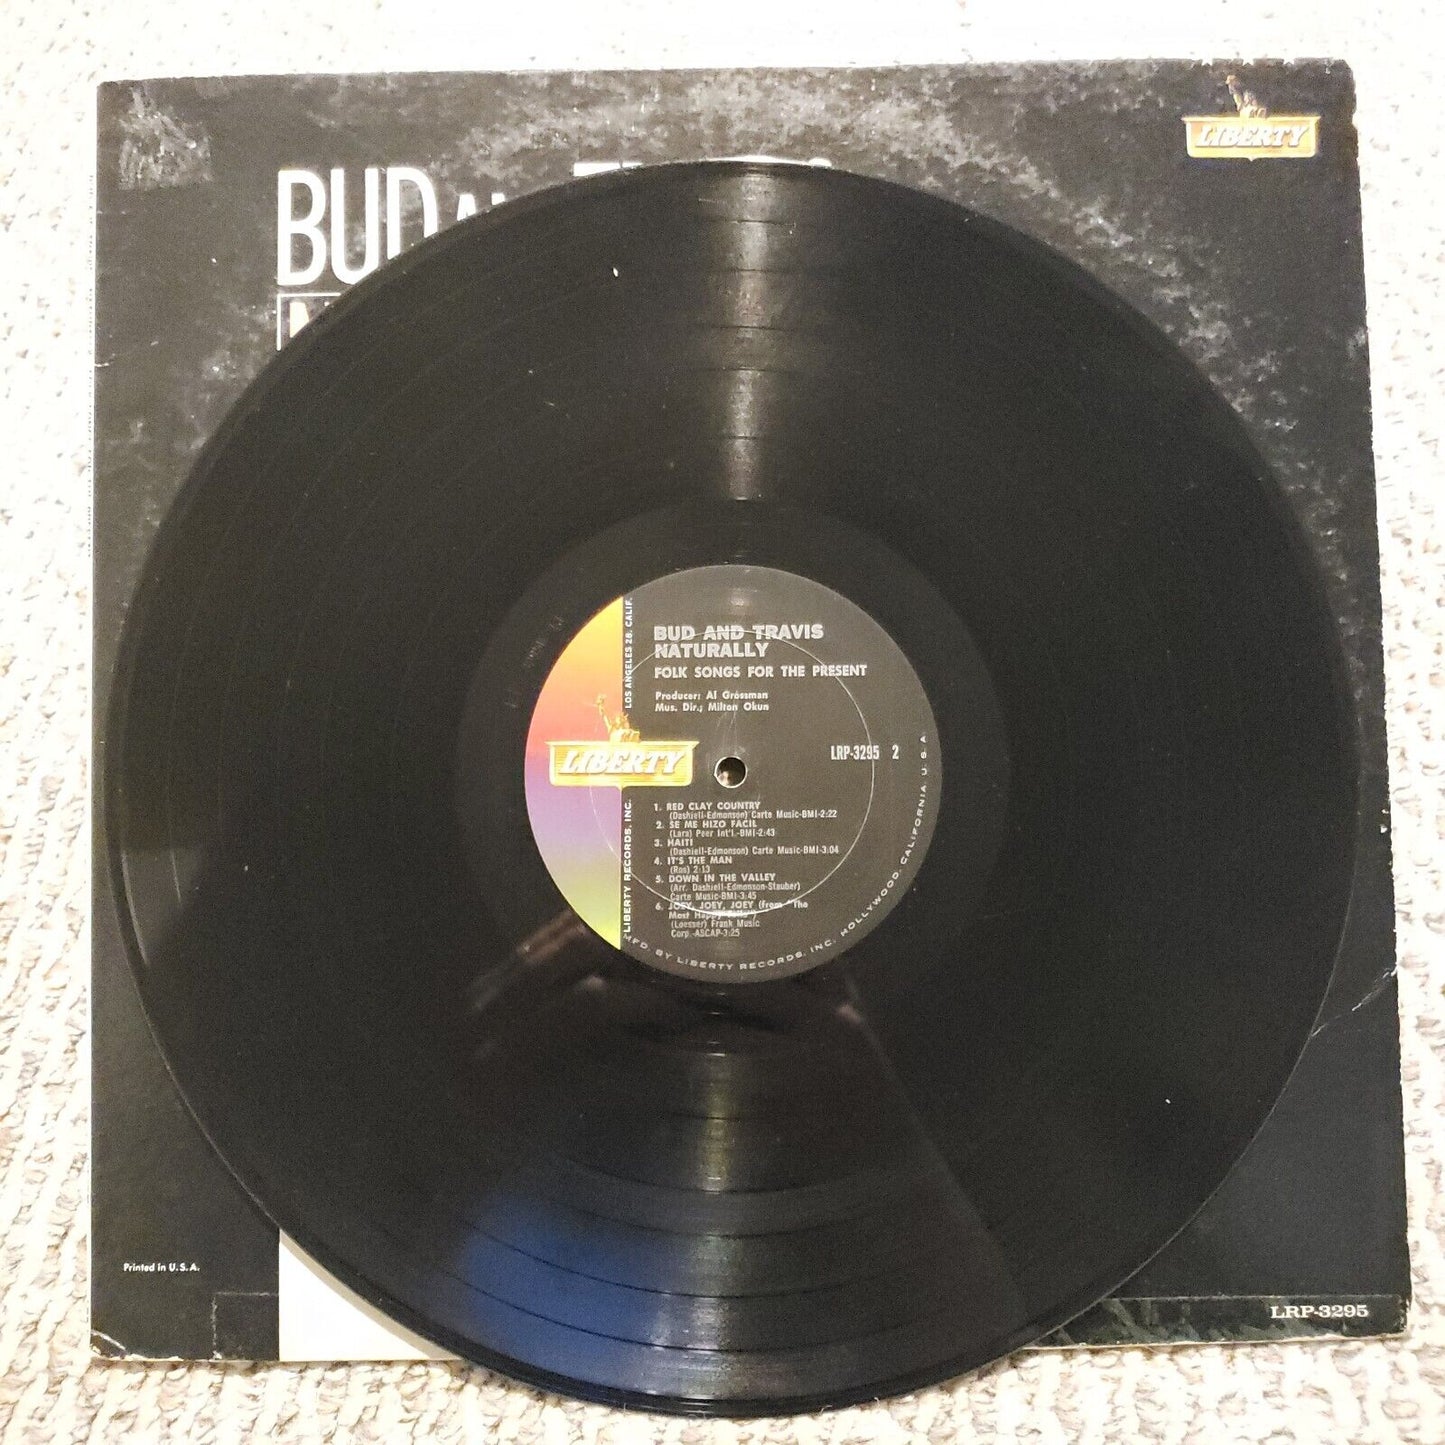 LIBERTY
BUD
BUD AND TRAVIS
NATURALLY
FOLK SONGS FOR THE PRESENT
Producer: Al Grossman
Mus. Dir.; Milton Okun
LRP-3295 2
LIBERTY
LIBERTY RECORDS, INC. LOS ANGELES 28, CALIF.
1. RED CLAY COUNTRY
(Dashiell-Edmonson) Carte Music-BMI-2:22
2. SE ME HIZO FACIL
(Lara) Peer Int'l.-BMI-2:43
3. HAITI
(Dashiell-Edmonson) Carte Music-BMI-3:04
4. IT'S THE MAN
(Ros) 2:13
5. DOWN IN THE VALLEY
(Arr. Dashiell-Edmonson-Stauber)
Carte Music-BMI-3:45
6. JOEY, JOEY, JOEY (from "The
Most Happy Fella")
(Loesser) Frank Music
Corp.-ASCAP-3:25
MFD. BY LIBERTY RECORDS, INC. HOLLYWOOD, CALIFORNIA, U.S.A
Printed in U.S.A.
LRP-3295